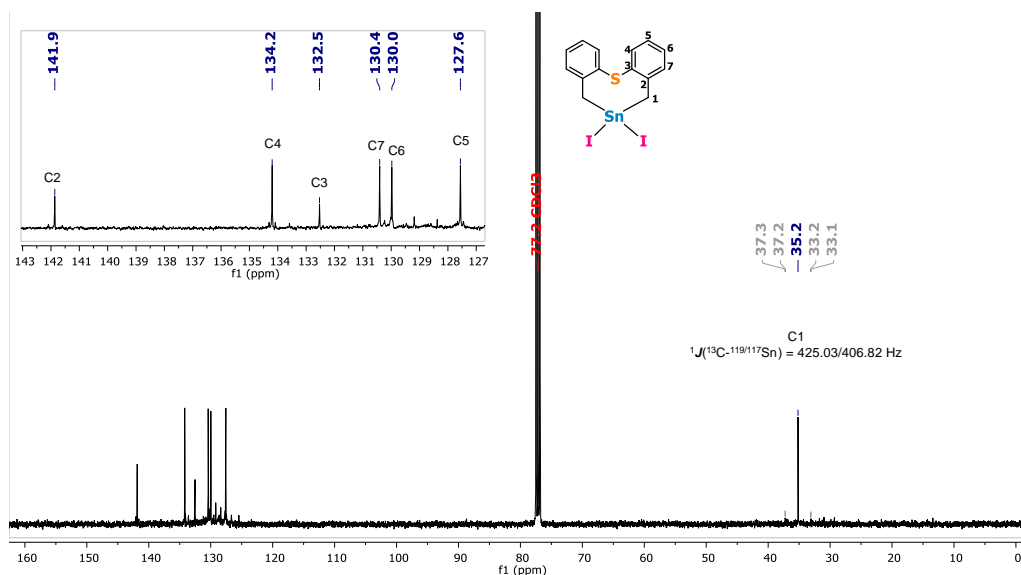 141.9
134.2
132.5
130.4
130.0
127.6
C2
C4
C3
C7
C6
C5
143 142 141 140 139 138 137 136 135 134 133 132 131 130 129 128 127
f1 (ppm)
5
4
6
3
7
S
2
1
Sn
I I
77.2 CDCl3
37.3
37.2
35.2
33.2
33.1
C1
¹J(¹³C-¹¹⁹/¹¹⁷Sn) = 425.03/406.82 Hz
160 150 140 130 120 110 100 90 80 70 60 50 40 30 20 10 0
f1 (ppm)